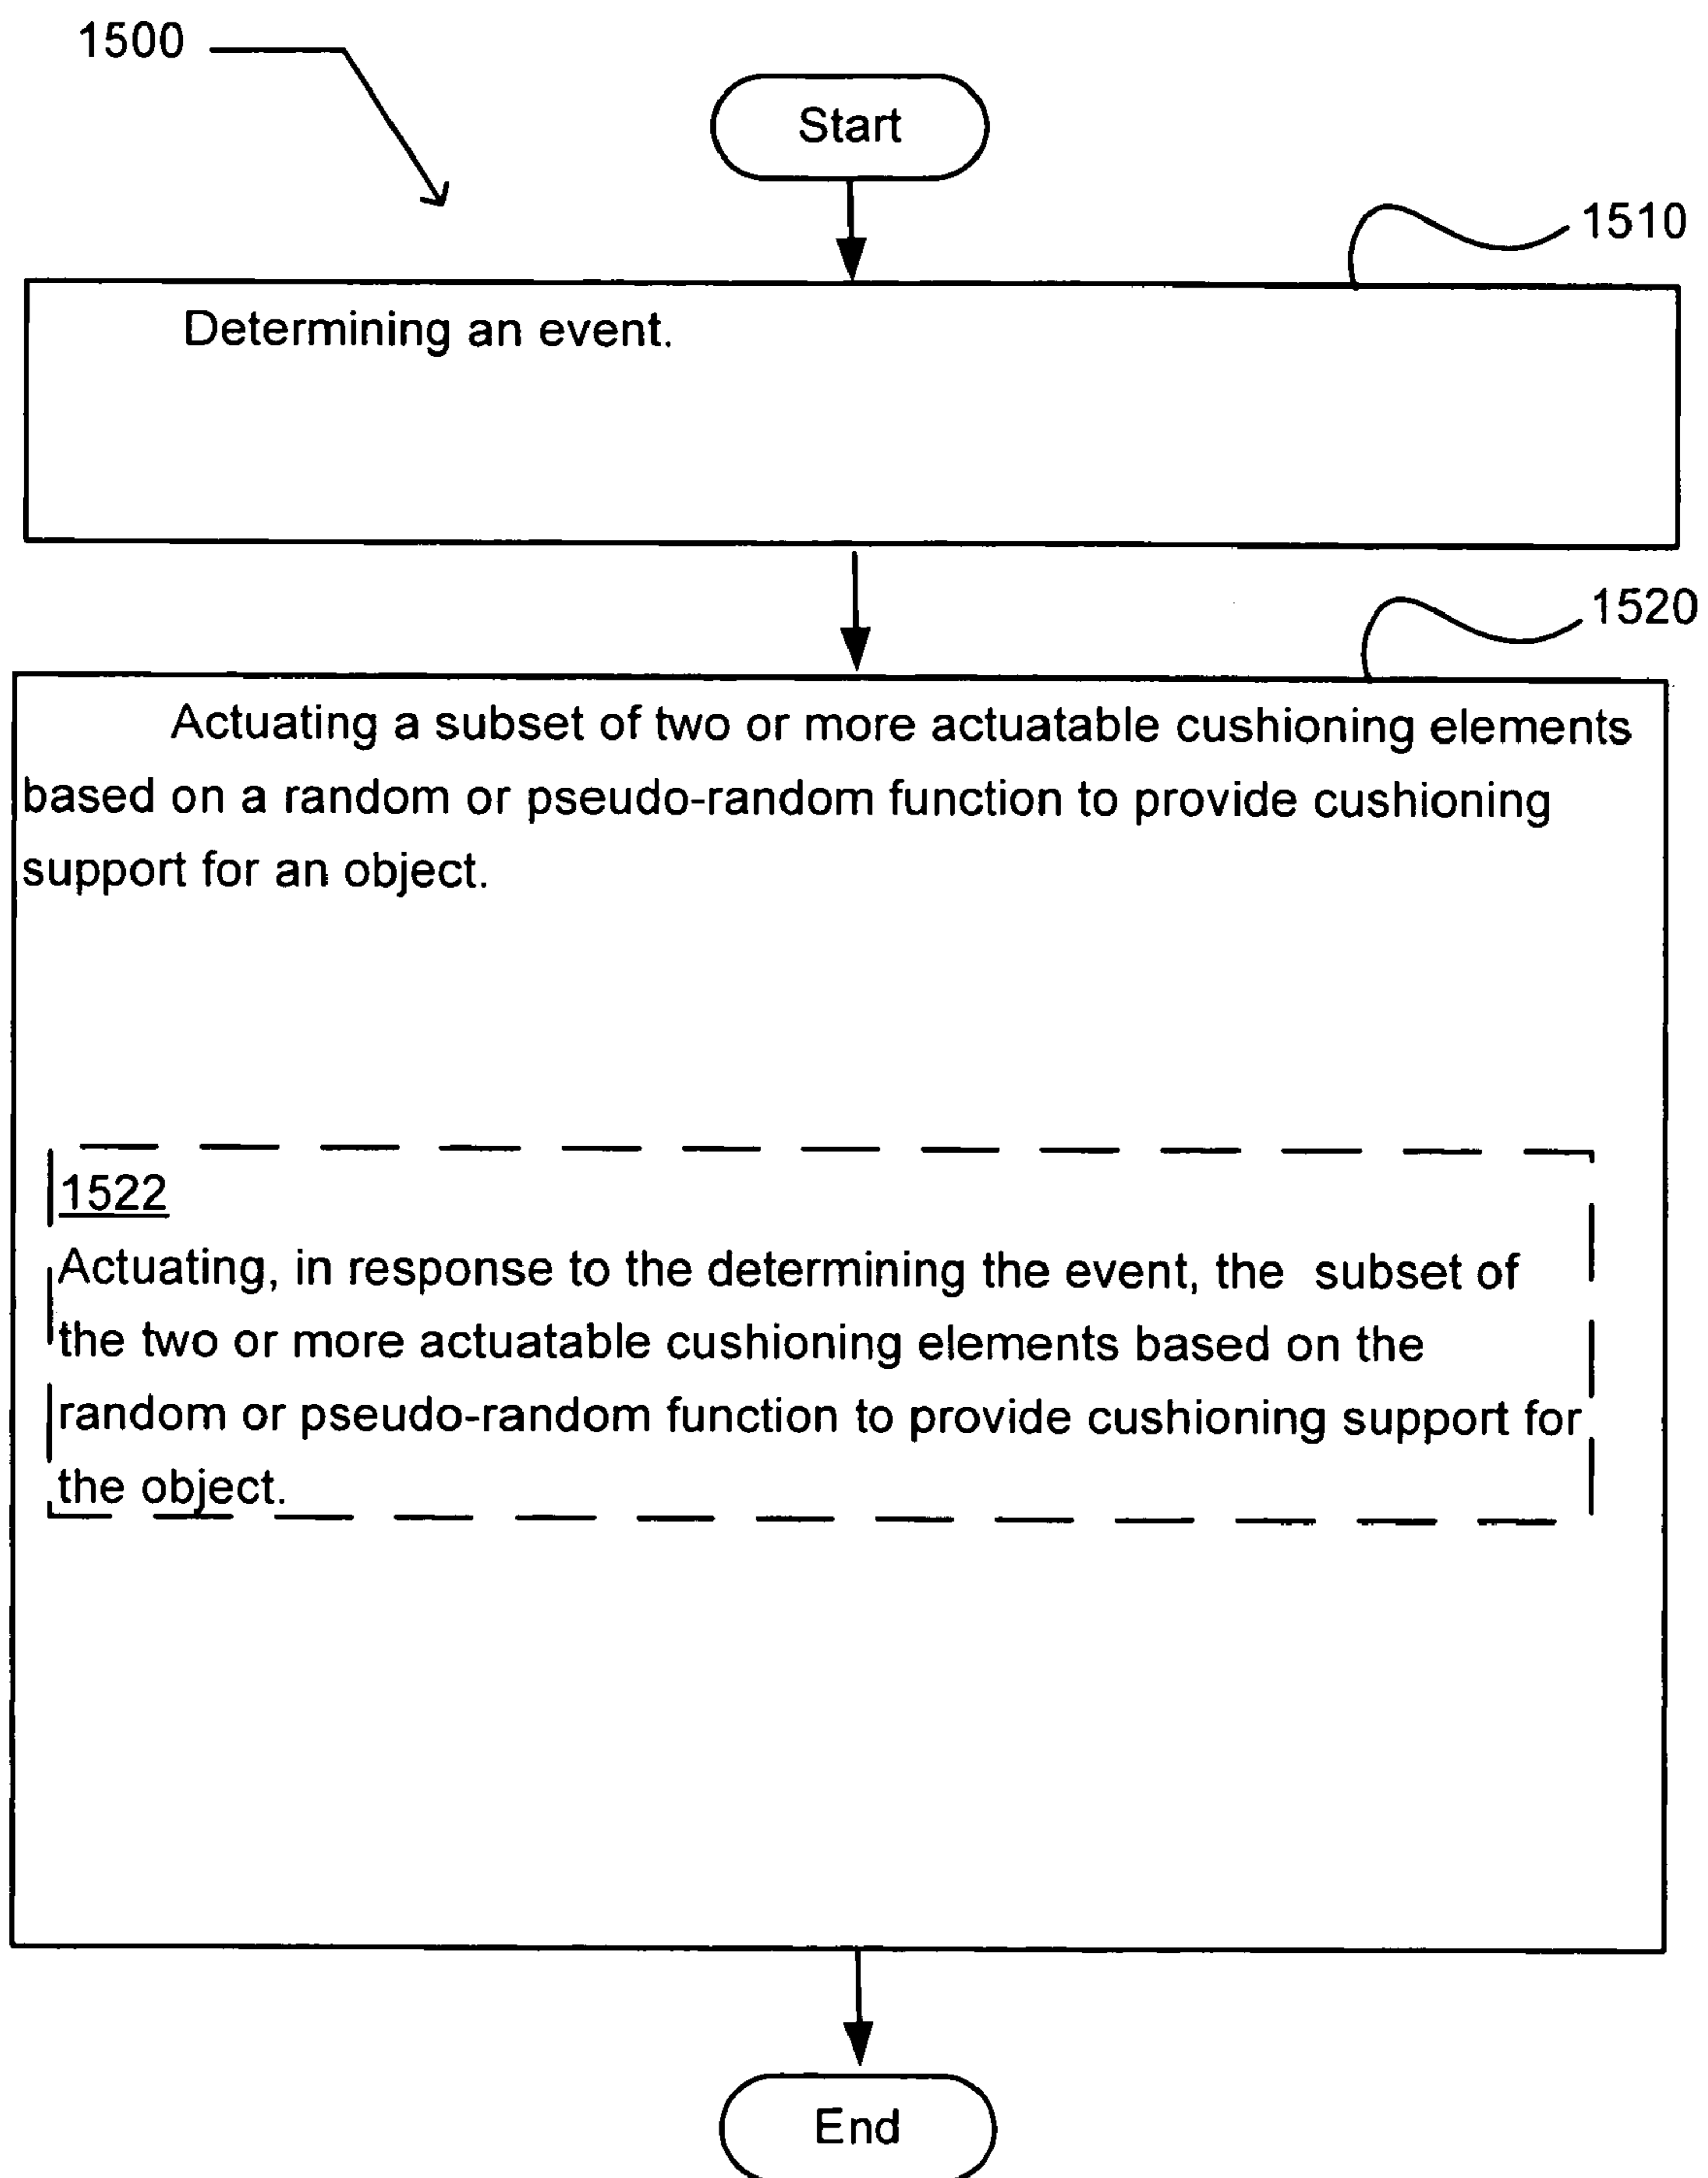 1500
Start
1510
Determining an event.
1520
Actuating a subset of two or more actuatable cushioning elements
based on a random or pseudo-random function to provide cushioning
support for an object.
1522
Actuating, in response to the determining the event, the subset of
the two or more actuatable cushioning elements based on the
random or pseudo-random function to provide cushioning support for
the object.
End